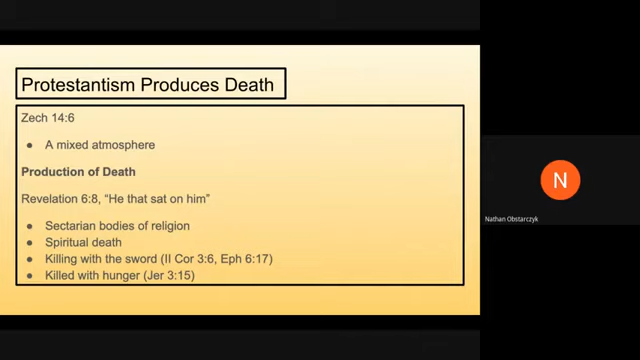 Protestantism Produces Death
Zech 14:6
● A mixed atmosphere
Production of Death
Revelation 6:8, “He that sat on him”
● Sectarian bodies of religion
● Spiritual death
● Killing with the sword (II Cor 3:6, Eph 6:17)
● Killed with hunger (Jer 3:15)
N
Nathan Obstarczyk